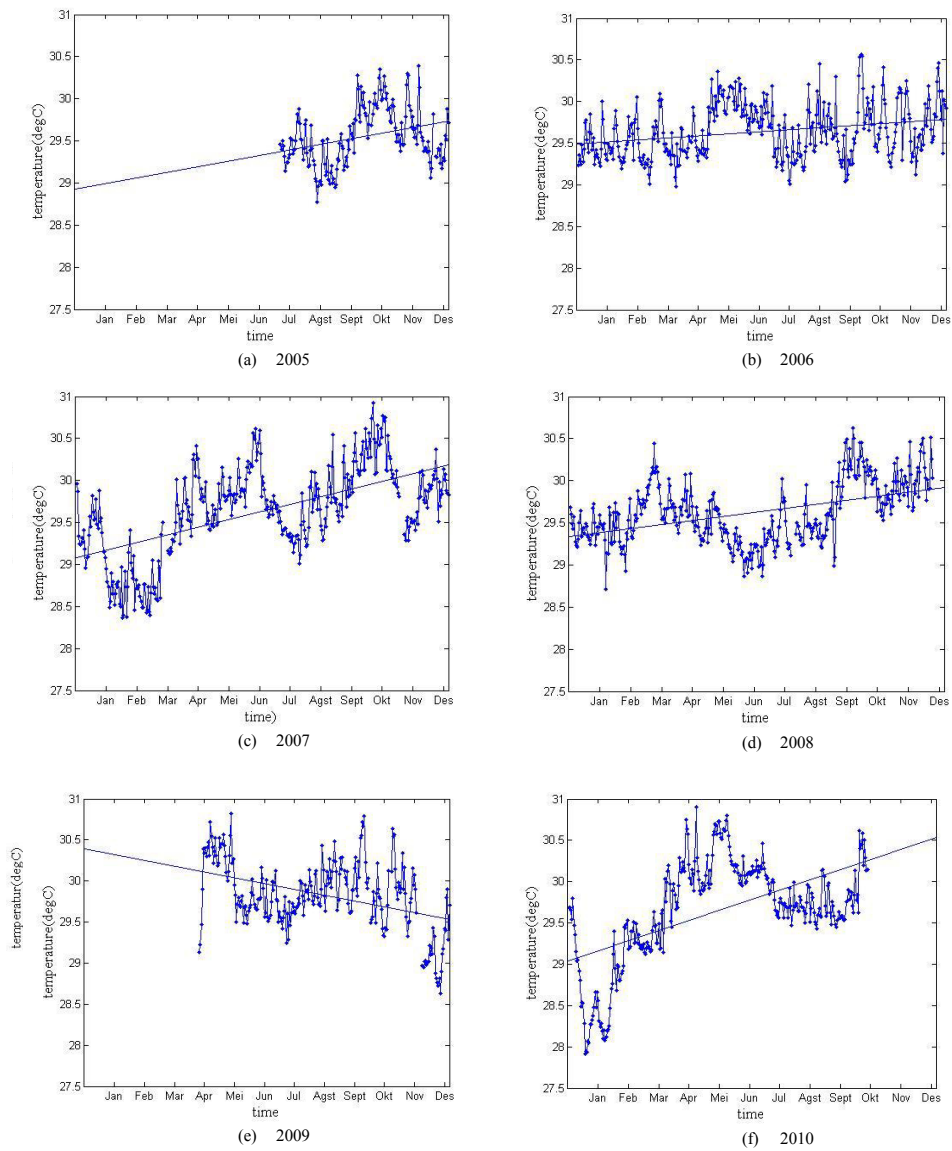 31
30.5
30
29.5
29
28.5
28
27.5
temperature(degC)
Jan Feb Mar Apr Mei Jun Jul Agst Sept Okt Nov Des
time
(a) 2005
31
30.5
30
29.5
29
28.5
28
27.5
temperature(degC)
Jan Feb Mar Apr Mei Jun Jul Agst Sept Okt Nov Des
time
(b) 2006
31
30.5
30
29.5
29
28.5
28
27.5
temperature(degC)
Jan Feb Mar Apr Mei Jun Jul Agst Sept Okt Nov Des
time)
(c) 2007
31
30.5
30
29.5
29
28.5
28
27.5
temperature(degC)
Jan Feb Mar Apr Mei Jun Jul Agst Sept Okt Nov Des
time
(d) 2008
31
30.5
30
29.5
29
28.5
28
27.5
temperatur(degC)
temperature(degC)
Jan Feb Mar Apr Mei Jun Jul Agst Sept Okt Nov Des
time
(e) 2009
31
30.5
30
29.5
29
28.5
28
27.5
temperature(degC)
Jan Feb Mar Apr Mei Jun Jul Agst Sept Okt Nov Des
time
(f) 2010